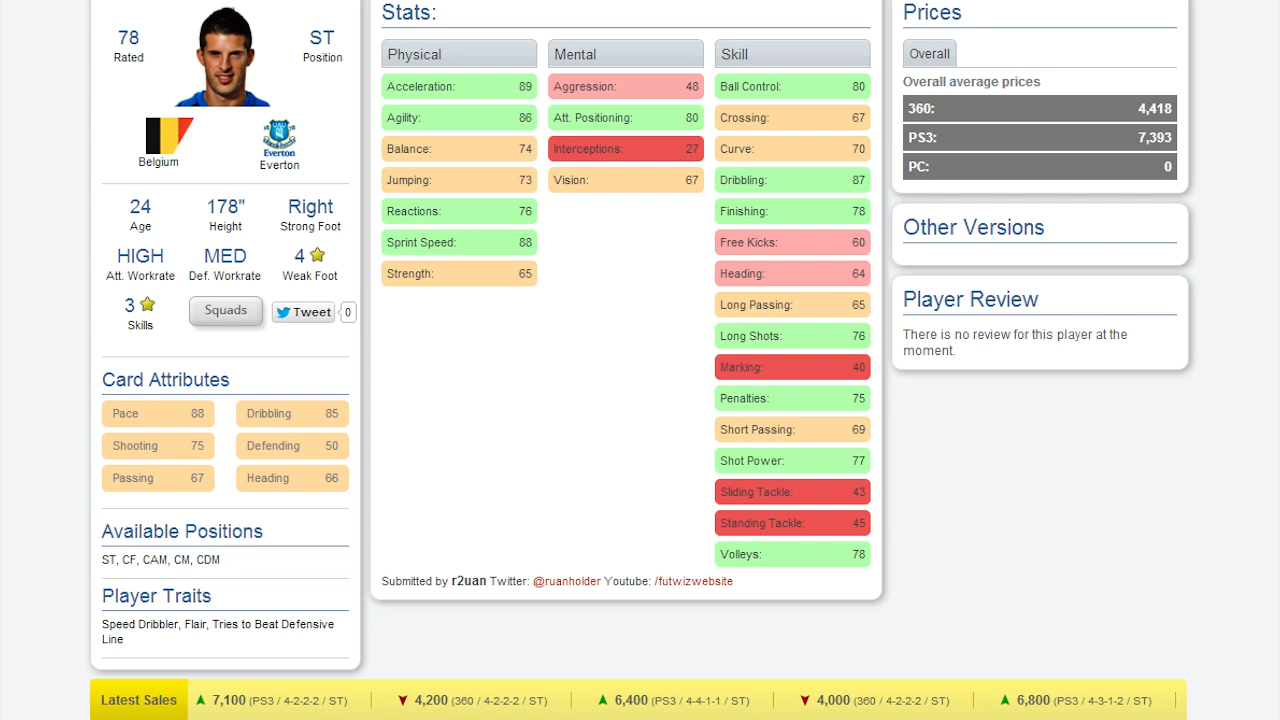 78
Rated
ST
Position
Belgium
Everton
Everton
24
Age
178"
Height
Right
Strong Foot
HIGH
Att. Workrate
MED
Def. Workrate
4
Weak Foot
3
Skills
Squads
Tweet
0
Card Attributes
Pace 88
Dribbling 85
Shooting 75
Defending 50
Passing 67
Heading 66
Available Positions
ST, CF, CAM, CM, CDM
Player Traits
Speed Dribbler, Flair, Tries to Beat Defensive
Line
Stats:
Physical
Acceleration: 89
Agility: 86
Balance: 74
Jumping: 73
Reactions: 76
Sprint Speed: 88
Strength: 65
Mental
Aggression: 48
Att. Positioning: 80
Interceptions: 27
Vision: 67
Skill
Ball Control: 80
Crossing: 67
Curve: 70
Dribbling: 87
Finishing: 78
Free Kicks: 60
Heading: 64
Long Passing: 65
Long Shots: 76
Marking: 40
Penalties: 75
Short Passing: 69
Shot Power: 77
Sliding Tackle: 43
Standing Tackle: 45
Volleys: 78
Submitted by r2uan Twitter: @ruanholder Youtube: /futwizwebsite
Prices
Overall
Overall average prices
360: 4,418
PS3: 7,393
PC: 0
Other Versions
Player Review
There is no review for this player at the
moment.
Latest Sales
7,100 (PS3 / 4-2-2-2 / ST)
4,200 (360 / 4-2-2-2 / ST)
6,400 (PS3 / 4-4-1-1 / ST)
4,000 (360 / 4-2-2-2 / ST)
6,800 (PS3 / 4-3-1-2 / ST)